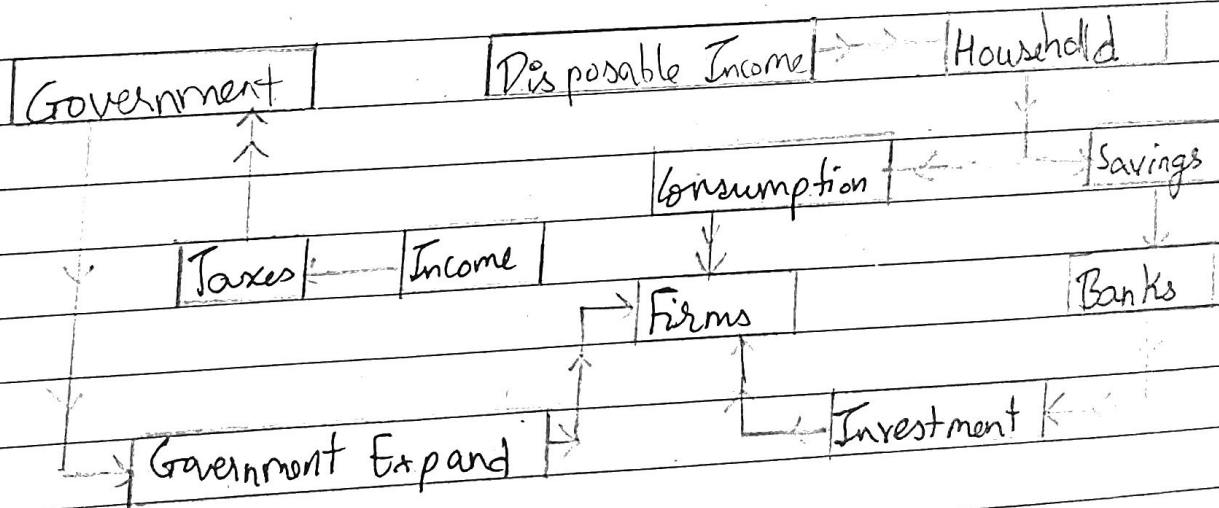 Government
Disposable Income
Household
Consumption
Savings
Taxes
Income
Firms
Banks
Government Expand
Investment